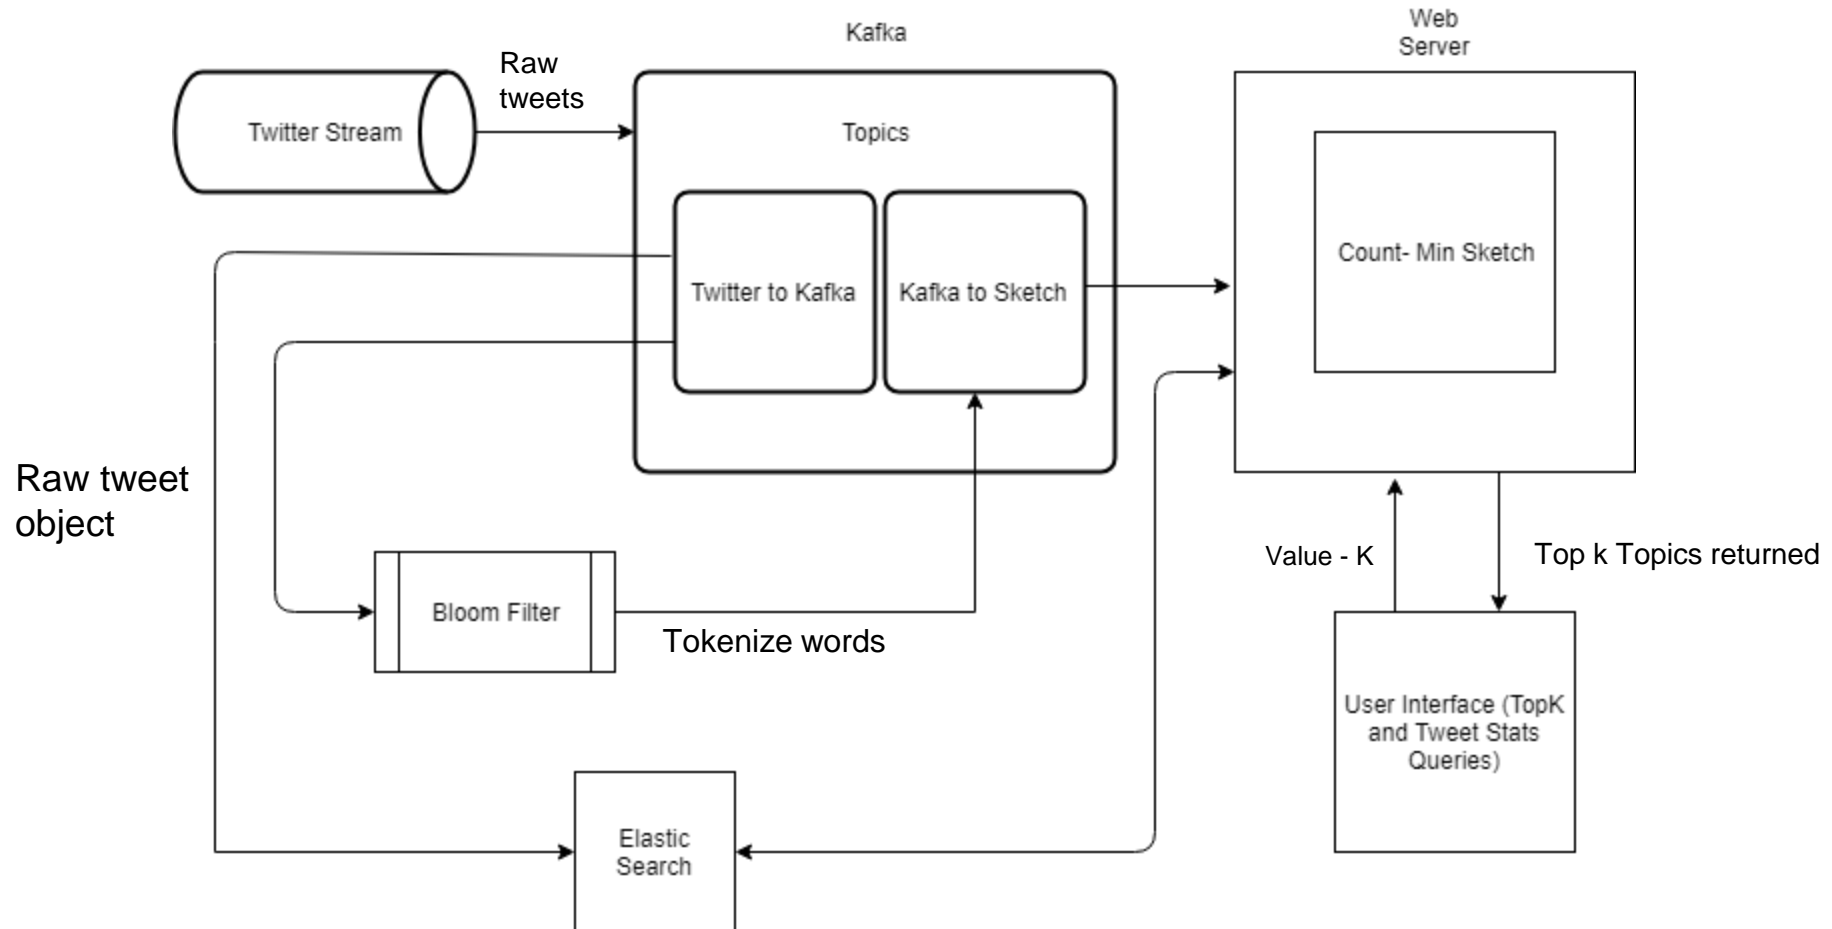 Kafka
Web
Server
Raw
tweets
Twitter Stream
Topics
Count- Min Sketch
Twitter to Kafka
Kafka to Sketch
Raw tweet
object
Value - K
Top k Topics returned
Bloom Filter
Tokenize words
User Interface (TopK
and Tweet Stats
Queries)
Elastic
Search